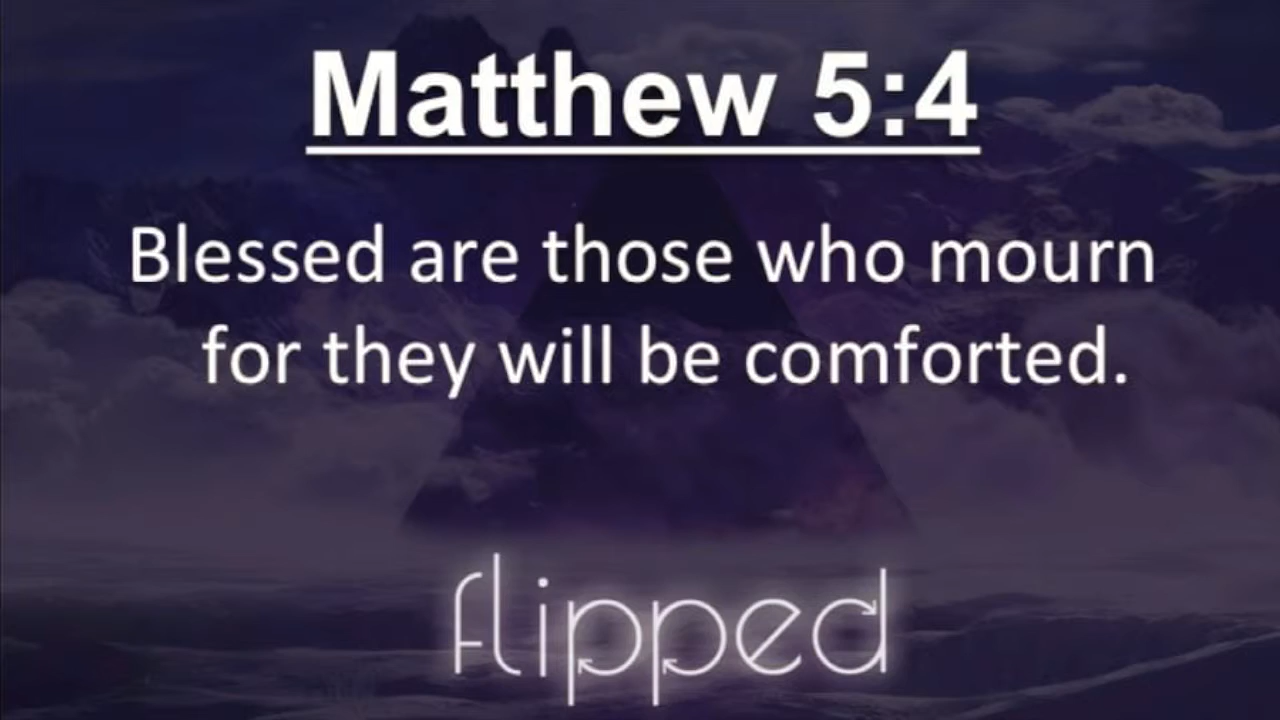 Matthew 5:4
Blessed are those who mourn
for they will be comforted.
flipped